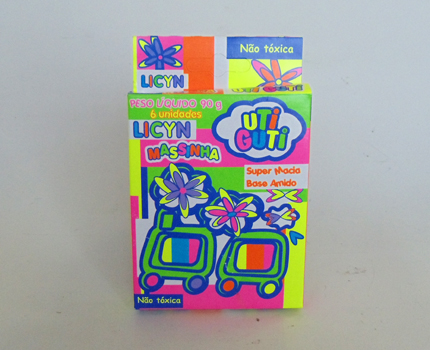 LICYN
Não tóxica
PESO LÍQUIDO 90 g
6 unidades
LICYN
MASSINHA
UTI
GUTI
Super Macia
Base Amido
Não tóxica